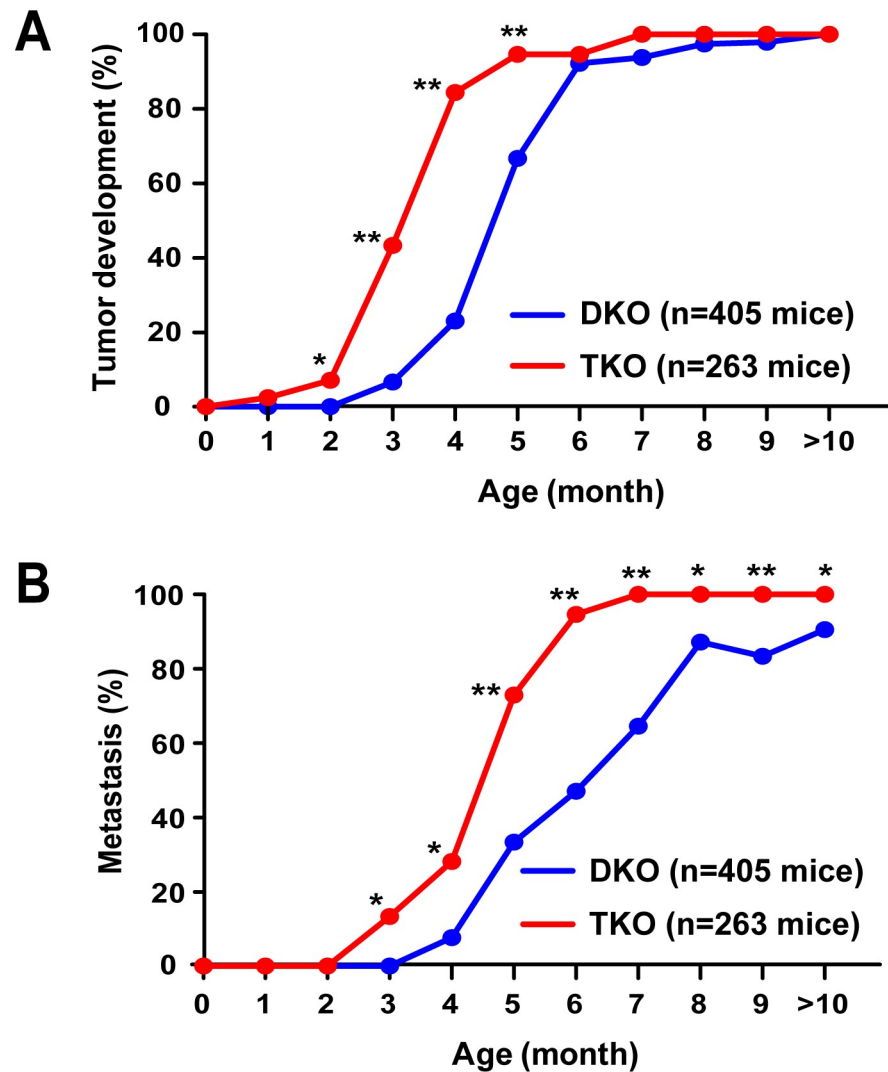 A
Tumor development (%)
100
80
60
40
20
0
*
**
**
**
DKO (n=405 mice)
TKO (n=263 mice)
0 1 2 3 4 5 6 7 8 9 >10
Age (month)
B
Metastasis (%)
100
80
60
40
20
0
*
*
**
**
**
*
**
*
DKO (n=405 mice)
TKO (n=263 mice)
0 1 2 3 4 5 6 7 8 9 >10
Age (month)